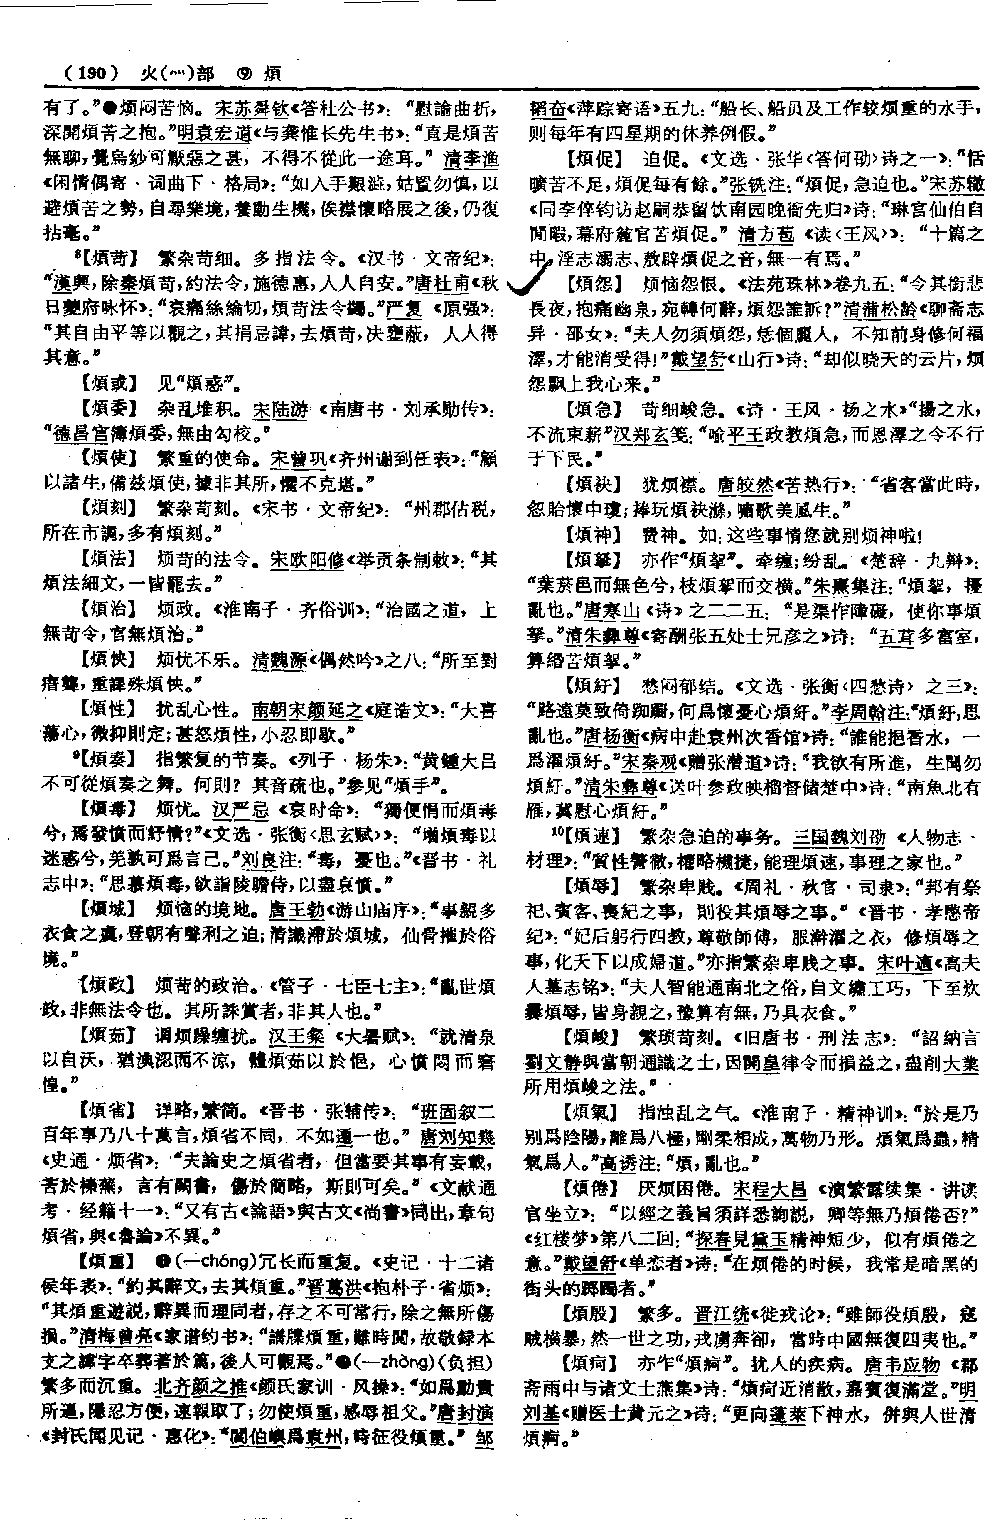 (190) 火(灬)部 ⑨ 煩
有了。”❷烦闷苦恼。宋苏舜钦《答杜公书》：“慰諭曲折，
深開煩苦之抱。”明袁宏道《与龚惟长先生书》：“直是煩苦
無聊，覺烏紗可厭惡之甚，不得不從此一途耳。”清李渔
《闲情偶寄·词曲下·格局》：“如入手艱澁，姑置勿慎，以
避煩苦之勢，自尋樂境，養動生機，俟襟懷略展之後，仍復
拈毫。”
⁸【煩苛】 繁杂苛细。多指法令。《汉书·文帝纪》：
“漢興，除秦煩苛，約法令，施德惠，人人自安。”唐杜甫《秋
日夔府咏怀》：“哀痛絲綸切，煩苛法令蠲。”严复《原强》：
“其自由平等以觀之，其捐忌諱，去煩苛，决壅蔽，人人得
其意。”
【煩或】 见“煩惑”。
【煩委】 杂乱堆积。宋陆游《南唐书·刘承勋传》：
“德昌宫簿煩委，無由勾校。”
【煩使】 繁重的使命。宋曾巩《齐州谢到任表》：“顧
以諸生，備兹煩使，據非其所，懼不克堪。”
【煩刻】 繁杂苛刻。《宋书·文帝纪》：“州郡估税，
所在市調，多有煩刻。”
【煩法】 烦苛的法令。宋欧阳修《举贡条制敕》：“其
煩法細文，一皆罷去。”
【煩治】 烦政。《淮南子·齐俗训》：“治國之道，上
無苛令，官無煩治。”
【煩怏】 烦忧不乐。清魏源《偶然吟》之八：“所至對
瘖聾，重譯殊煩怏。”
【煩性】 扰乱心性。南朝宋颜延之《庭诰文》：“大喜
蕩心，微抑則定；甚怒煩性，小忍即歇。”
⁹【煩奏】 指繁复的节奏。《列子·杨朱》：“黄鍾大吕
不可從煩奏之舞。何則？其音疏也。”参见“煩手”。
【煩毒】 烦忧。汉严忌《哀时命》：“獨便悁而煩毒
兮，焉發憤而紓情？”《文选·张衡〈思玄赋〉》：“增煩毒以
迷惑兮，羌孰可爲言己。”刘良注：“毒，憂也。”《晋书·礼
志中》：“思慕煩毒，欲詣陵瞻侍，以盡哀憤。”
【煩城】 烦恼的境地。唐王勃《游山庙序》：“事親多
衣食之虞，登朝有聲利之迫；清識滯於煩城，仙骨摧於俗
境。”
【煩政】 烦苛的政治。《管子·七臣七主》：“亂世煩
政，非無法令也。其所誅賞者，非其人也。”
【煩茹】 谓烦躁缠扰。汉王粲《大暑赋》：“就清泉
以自沃，猶淟涊而不凉，體煩茹以於悒，心憤悶而窘
惶。”
【煩省】 详略，繁简。《晋书·张辅传》：“班固叙二
百年事乃八十萬言，煩省不同，不如遷一也。”唐刘知幾
《史通·烦省》：“夫論史之煩省者，但當要其事有妄載，
苦於榛蕪，言有闕書，傷於簡略，斯則可矣。”《文献通
考·经籍十一》：“又有古《論語》與古文《尚書》同出，章句
煩省，與《魯論》不異。”
【煩重】 ❶(—chóng)冗长而重复。《史记·十二诸
侯年表》：“約其辭文，去其煩重。”晋葛洪《抱朴子·省烦》：
“其煩重遊説，辭異而理同者，存之不可常行，除之無所傷
損。”清梅曾亮《家谱约书》：“譜牒煩重，難時閲，故敬録本
支之諱字卒葬著於篇，後人可觀焉。”❷(—zhòng)(负担)
繁多而沉重。北齐颜之推《颜氏家训·风操》：“如爲勳貴
所逼，隱忍方便，速報取了；勿使煩重，感辱祖父。”唐封演
《封氏闻见记·惠化》：“閻伯嶼爲袁州，時征役煩重。”邹
韬奋《萍踪寄语》五九：“船长、船员及工作较烦重的水手，
则每年有四星期的休养例假。”
【煩促】 迫促。《文选·张华〈答何劭〉诗之一》：“恬
曠苦不足，煩促每有餘。”张铣注：“煩促，急迫也。”宋苏辙
《同李倅钧访赵嗣恭留饮南园晚衙先归》诗：“琳宫仙伯自
閒暇，幕府麤官苦煩促。”清方苞《读〈王风〉》：“十篇之
中，淫志溺志、敖辟煩促之音，無一有焉。”
【煩怨】 烦恼怨恨。《法苑珠林》卷九五：“令其銜悲
長夜，抱痛幽泉，宛轉何辭，煩怨誰訴？”清蒲松龄《聊斋志
异·邵女》：“夫人勿須煩怨，恁個麗人，不知前身修何福
澤，才能消受得！”戴望舒《山行》诗：“却似晓天的云片，烦
怨飘上我心来。”
【煩急】 苛细峻急。《诗·王风·扬之水》“揚之水，
不流束薪”汉郑玄笺：“喻平王政教煩急，而恩澤之令不行
于下民。”
【煩袂】 犹烦襟。唐皎然《苦热行》：“省客當此時，
忽貽懷中瓊；捧玩煩袂滌，嘯歌美風生。”
【煩神】 费神。如：这些事情您就别烦神啦！
【煩挐】 亦作“煩挐”。牵缠；纷乱。《楚辞·九辩》：
“葉菸邑而無色兮，枝煩挐而交横。”朱熹集注：“煩挐，擾
亂也。”唐寒山《诗》之二二五：“是渠作障礙，使你事煩
拏。”清朱彝尊《寄酬张五处士兄彦之》诗：“五茸多富室，
算緡苦煩挐。”
【煩紆】 愁闷郁结。《文选·张衡〈四愁诗〉之三》：
“路遠莫致倚踟躕，何爲懷憂心煩紆。”李周翰注：“煩紆，思
亂也。”唐杨衡《病中赴袁州次香馆》诗：“誰能挹香水，一
爲濯煩紆。”宋秦观《赠张潜道》诗：“我欲有所進，生聞勿
煩紆。”清朱彝尊《送叶参政映榴督储楚中》诗：“南魚北有
雁，冀慰心煩紆。”
¹⁰【煩速】 繁杂急迫的事务。三国魏刘劭《人物志·
材理》：“質性警徹，權略機捷，能理煩速，事理之家也。”
【煩辱】 繁杂卑贱。《周礼·秋官·司隶》：“邦有祭
祀、賓客、喪紀之事，則役其煩辱之事。”《晋书·孝愍帝
纪》：“妃后躬行四教，尊敬師傅，服澣濯之衣，修煩辱之
事，化天下以成婦道。”亦指繁杂卑贱之事。宋叶適《高夫
人墓志铭》：“夫人智能通南北之俗，自文繡工巧，下至炊
爨煩辱，皆身親之，豫算有無，乃具衣食。”
【煩峻】 繁琐苛刻。《旧唐书·刑法志》：“詔納言
劉文静與當朝通識之士，因開皇律令而損益之，盡削大業
所用煩峻之法。”
【煩氣】 指浊乱之气。《淮南子·精神训》：“於是乃
别爲陰陽，離爲八極，剛柔相成，萬物乃形。煩氣爲蟲，精
氣爲人。”高诱注：“煩，亂也。”
【煩倦】 厌烦困倦。宋程大昌《演繁露续集·讲读
官坐立》：“以經之義旨須詳悉詢説，卿等無乃煩倦否？”
《红楼梦》第八二回：“探春見黛玉精神短少，似有煩倦之
意。”戴望舒《单恋者》诗：“在烦倦的时候，我常是暗黑的
街头的踯躅者。”
【煩殷】 繁多。晋江统《徙戎论》：“雖師役煩殷，寇
賊横暴，然一世之功，戎虜奔卻，當時中國無復四夷也。”
【煩疴】 亦作“煩痾”。扰人的疾病。唐韦应物《郡
斋雨中与诸文士燕集》诗：“煩疴近消散，嘉賓復滿堂。”明
刘基《赠医士黄元之》诗：“更向蓬萊下神水，併與人世清
煩痾。”